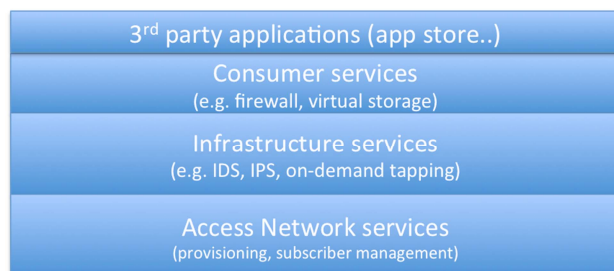 3rd party applications (app store..)
Consumer services
(e.g. firewall, virtual storage)
Infrastructure services
(e.g. IDS, IPS, on-demand tapping)
Access Network services
(provisioning, subscriber management)